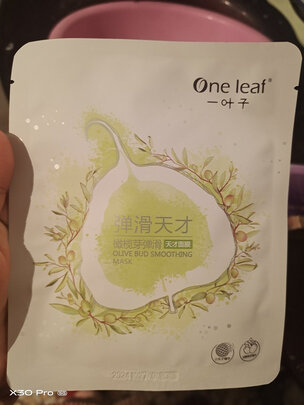 One leaf®
一叶子
弹滑天才
橄榄芽弹滑 天才面膜
OLIVE BUD SMOOTHING
MASK
X30 Pro 5G